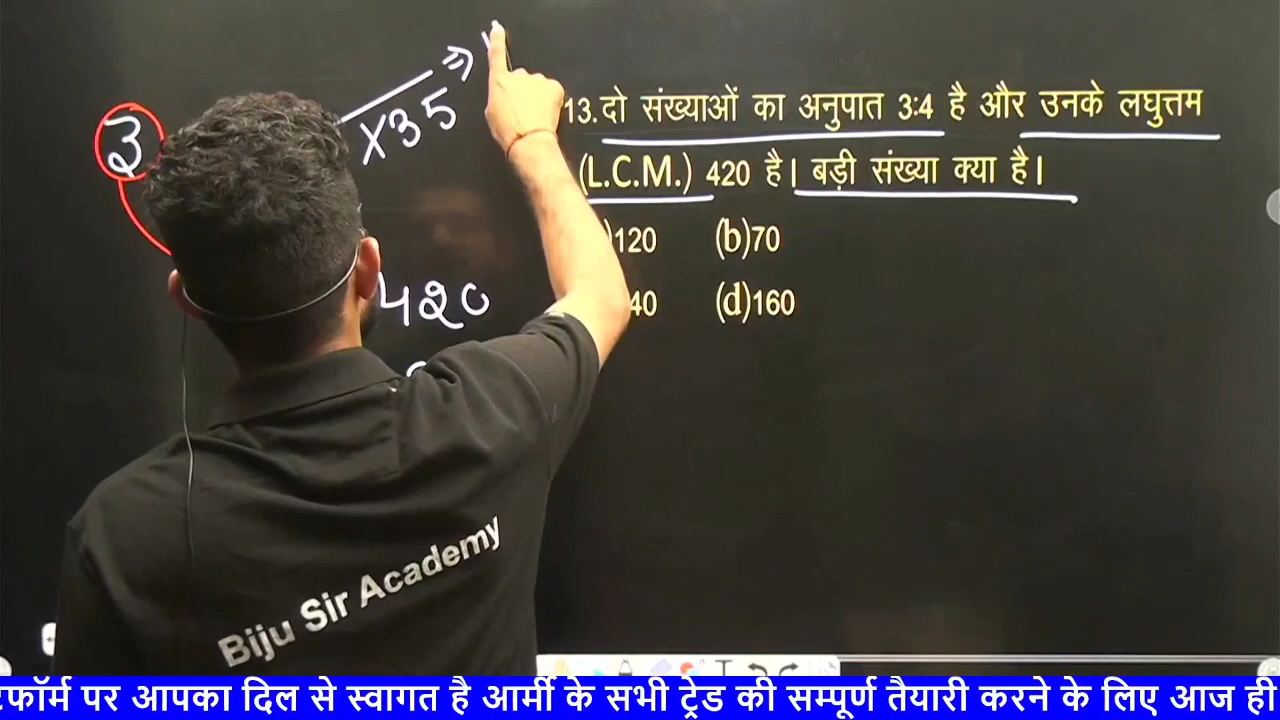 13. दो संख्याओं का अनुपात 3:4 है और उनके लघुत्तम
(L.C.M.) 420 है। बड़ी संख्या क्या है।
)120 (b)70
40 (d)160
3
x35 ⇒
420
Biju Sir Academy
पर आपका दिल से स्वागत है आर्मी के सभी ट्रेड की सम्पूर्ण तैयारी करने के लिए आज ही